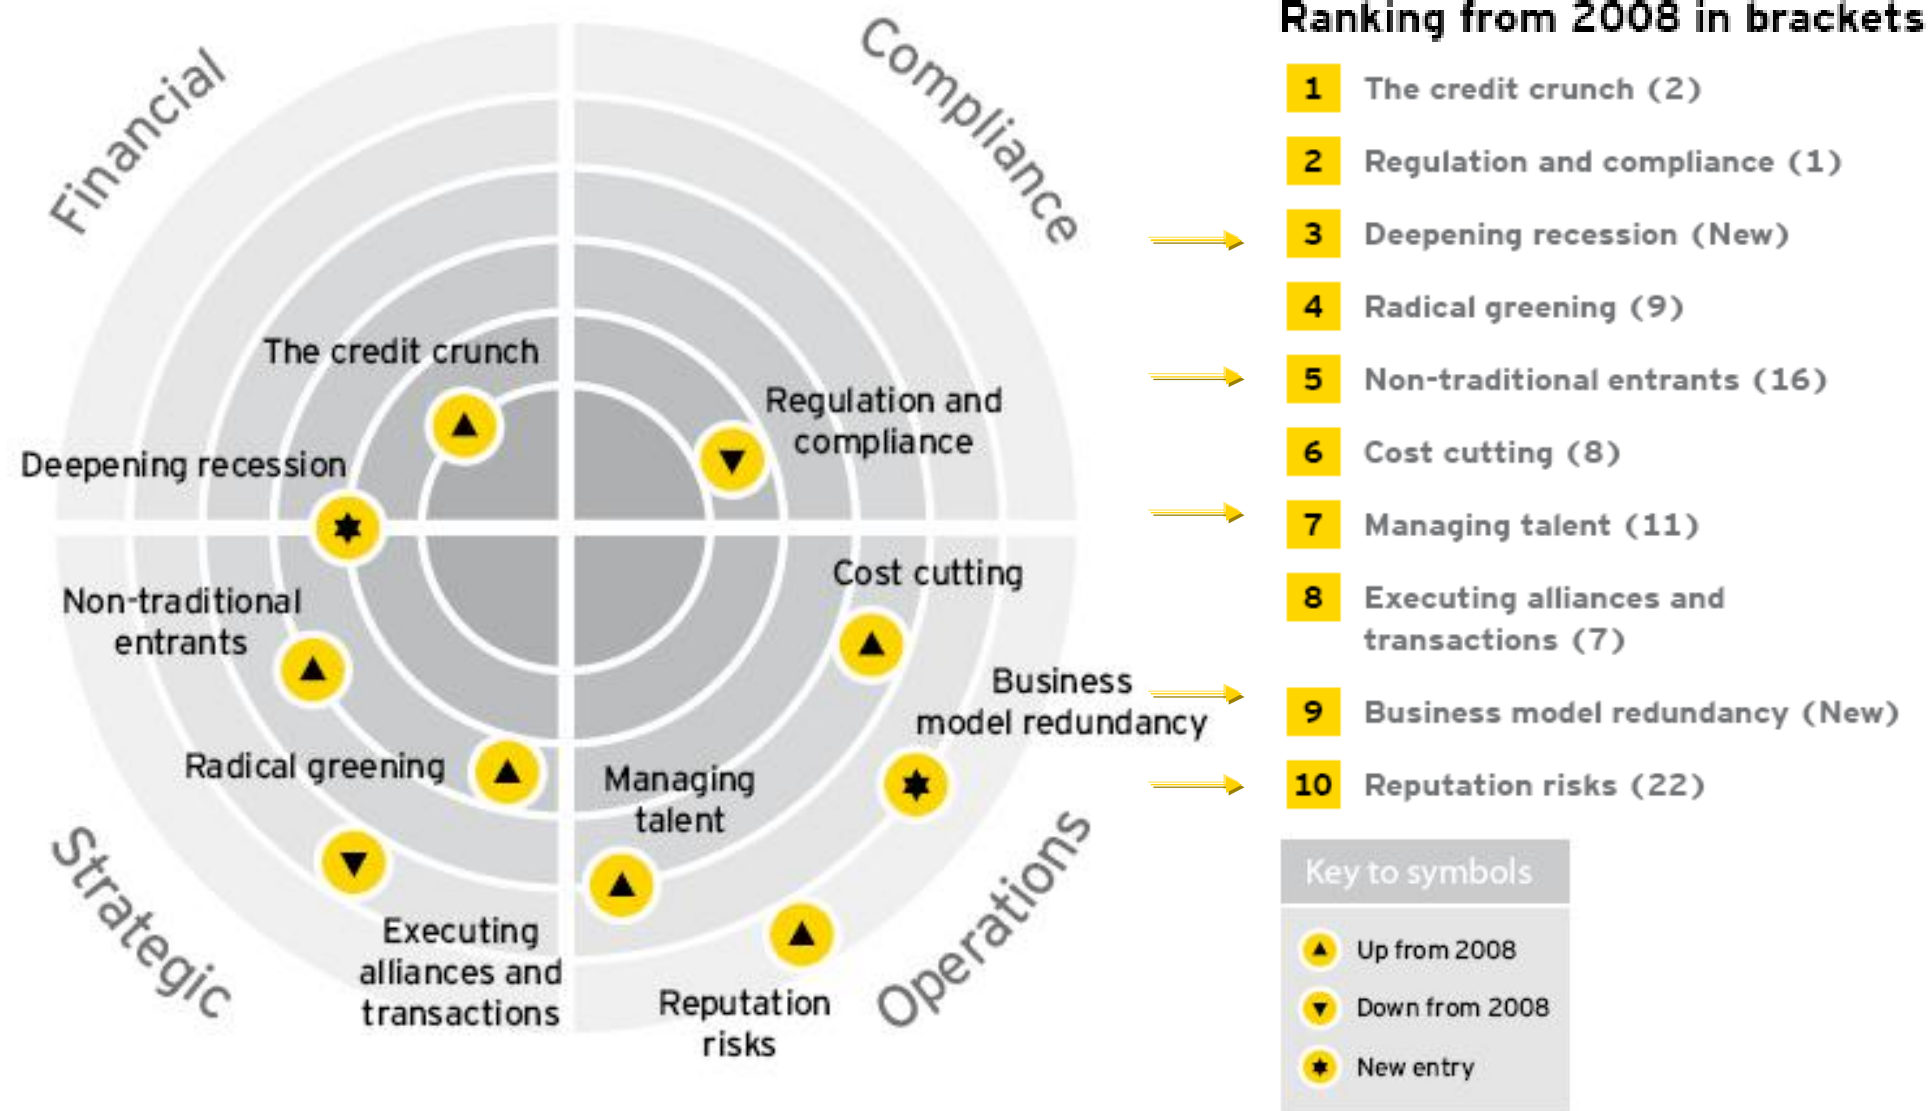 Financial
Compliance
The credit crunch
Regulation and
compliance
Deepening recession
Non-traditional
entrants
Cost cutting
Business
model redundancy
Radical greening
Managing
talent
Executing
alliances and
transactions
Reputation
risks
Strategic
Operations
Ranking from 2008 in brackets
1 The credit crunch (2)
2 Regulation and compliance (1)
3 Deepening recession (New)
4 Radical greening (9)
5 Non-traditional entrants (16)
6 Cost cutting (8)
7 Managing talent (11)
8 Executing alliances and
transactions (7)
9 Business model redundancy (New)
10 Reputation risks (22)
Key to symbols
Up from 2008
Down from 2008
New entry